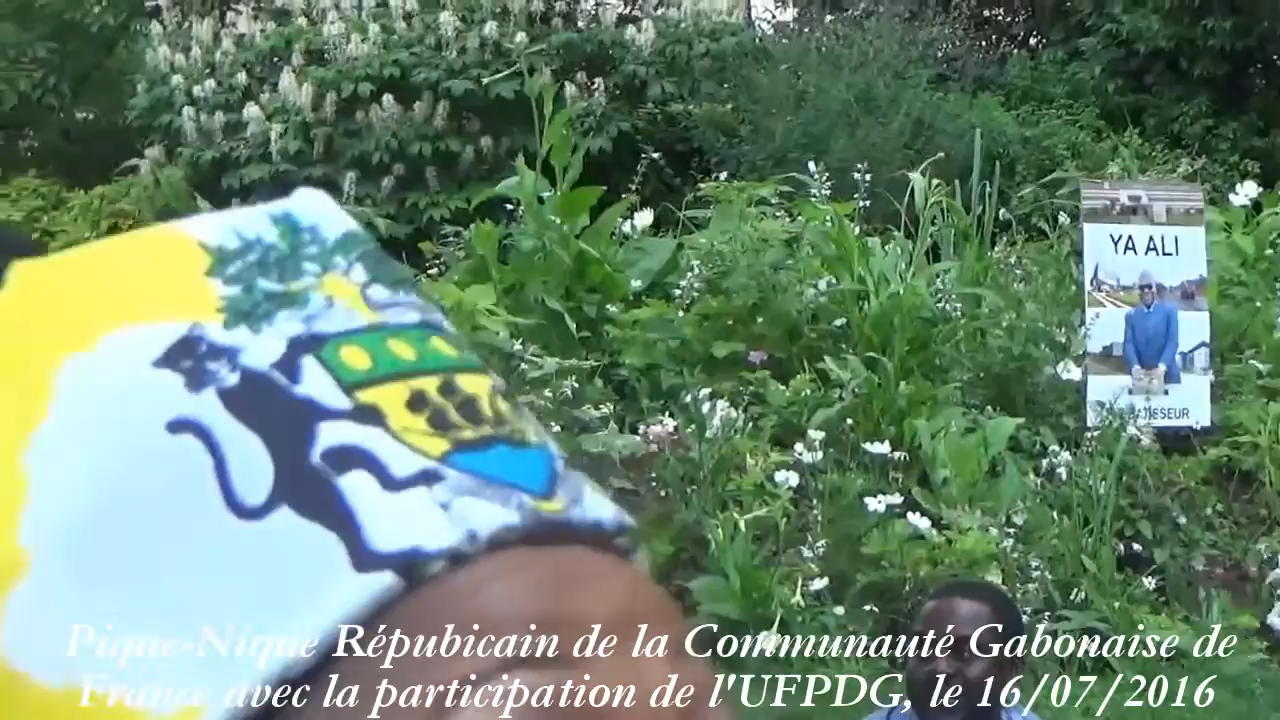 YA ALI
Pique-Nique Répubicain de la Communauté Gabonaise de
France avec la participation de l'UFPDG, le 16/07/2016